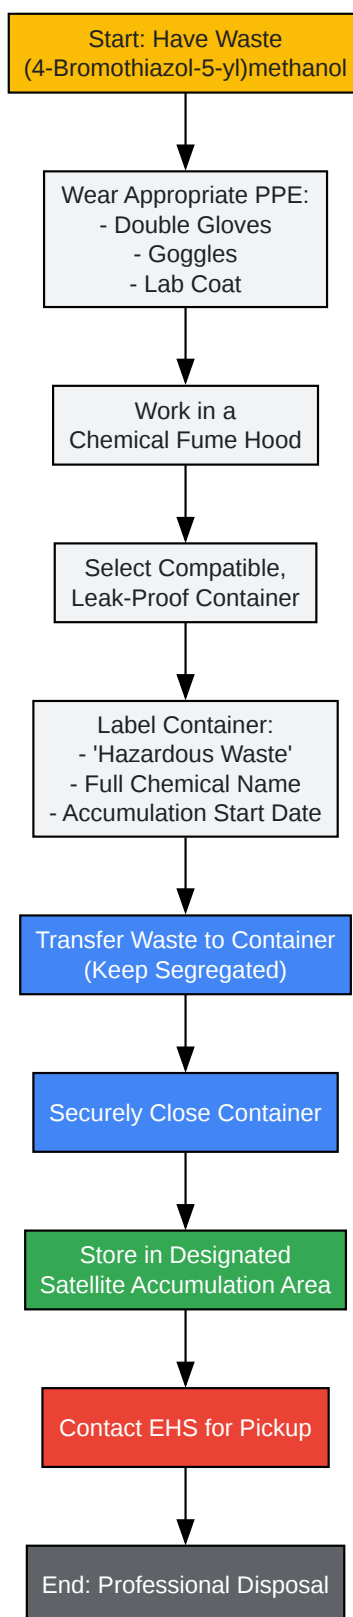 Start: Have Waste
(4-Bromothiazol-5-yl)methanol
Wear Appropriate PPE:
- Double Gloves
- Goggles
- Lab Coat
Work in a
Chemical Fume Hood
Select Compatible,
Leak-Proof Container
Label Container:
- 'Hazardous Waste'
- Full Chemical Name
- Accumulation Start Date
Transfer Waste to Container
(Keep Segregated)
Securely Close Container
Store in Designated
Satellite Accumulation Area
Contact EHS for Pickup
End: Professional Disposal